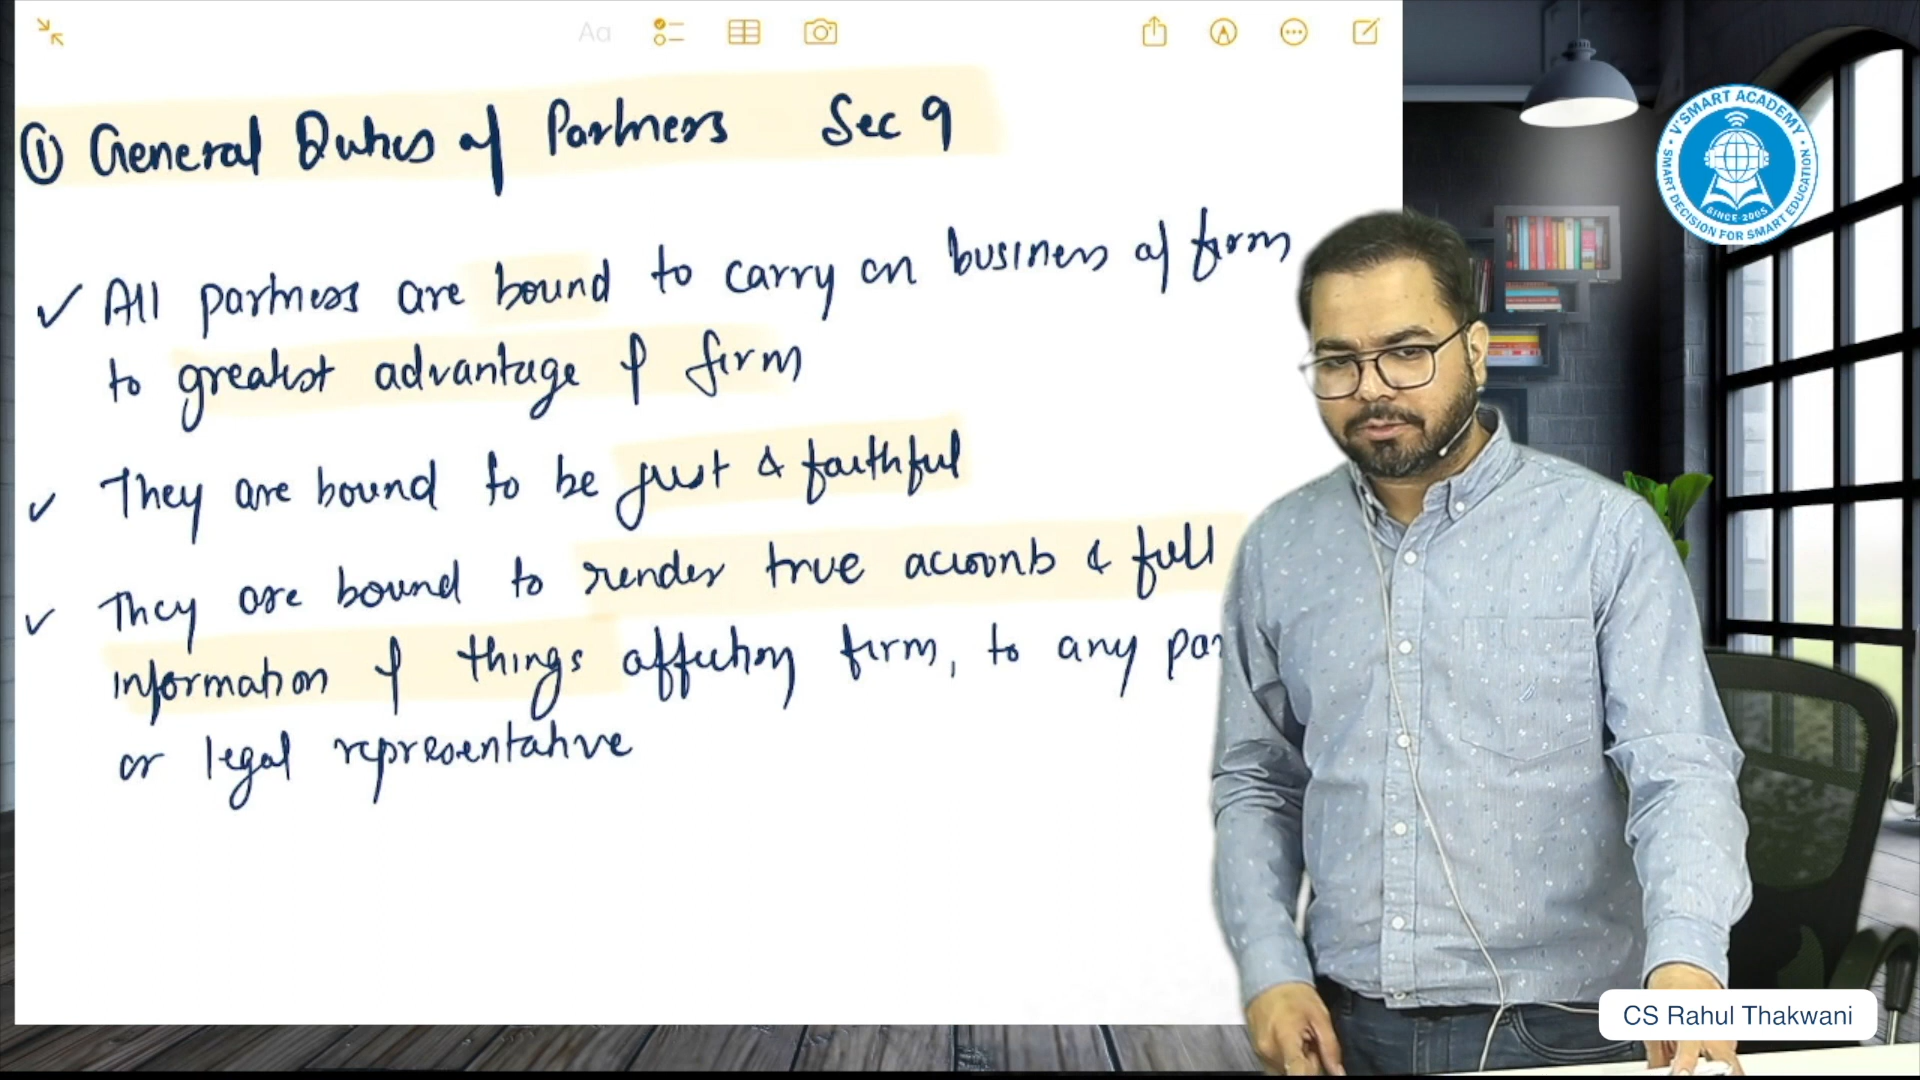 Aa
① General Duties of Partners Sec 9
✓ All partners are bound to carry on business of firm
to greatest advantage of firm
✓ They are bound to be just & faithful
✓ They are bound to render true accounts & full
information of things affecting firm, to any par
or legal representative
V'SMART ACADEMY
SINCE-2005
SMART DECISION FOR SMART EDUCATION
CS Rahul Thakwani